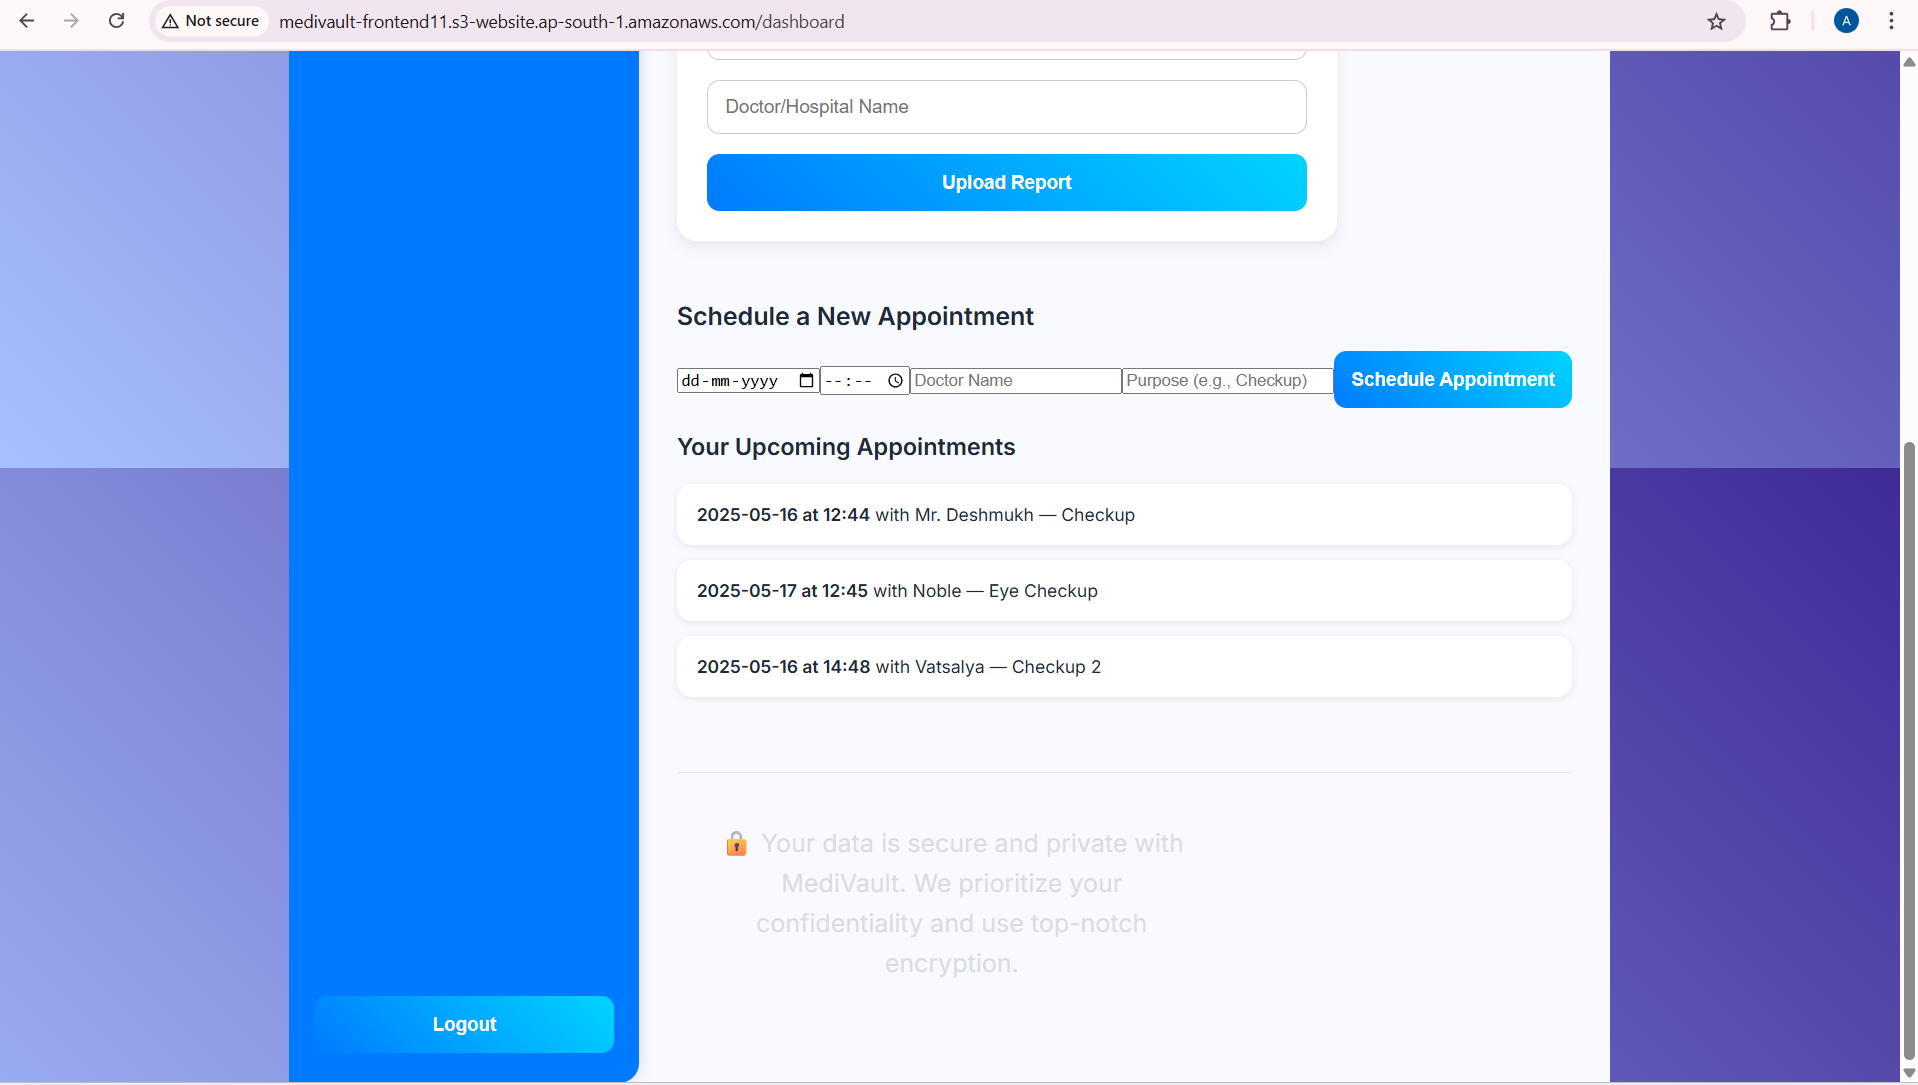 Not secure
medivault-frontend11.s3-website.ap-south-1.amazonaws.com/dashboard
A
Doctor/Hospital Name
Upload Report
Schedule a New Appointment
dd-mm-yyyy --:-- Doctor Name Purpose (e.g., Checkup) Schedule Appointment
Your Upcoming Appointments
2025-05-16 at 12:44 with Mr. Deshmukh — Checkup
2025-05-17 at 12:45 with Noble — Eye Checkup
2025-05-16 at 14:48 with Vatsalya — Checkup 2
🔒 Your data is secure and private with
MediVault. We prioritize your
confidentiality and use top-notch
encryption.
Logout